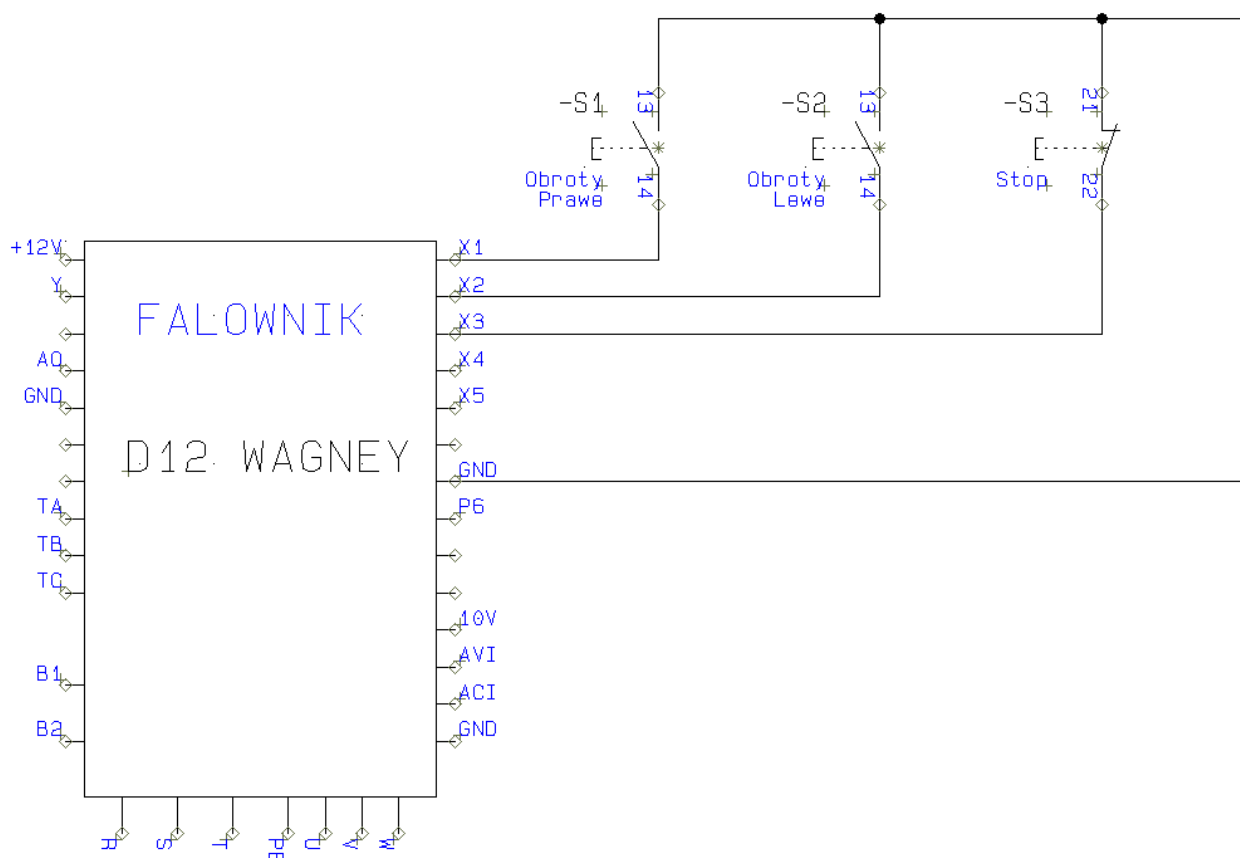 -S1
13
14
Obroty
Prawe
-S2
13
14
Obroty
Lewe
-S3
21
22
Stop
+12V
Y
AO
GND
TA
TB
TC
B1
B2
FALOWNIK
D12 WAGNEY
X1
X2
X3
X4
X5
GND
P6
10V
AVI
ACI
GND
R
S
T
PE
U
V
W